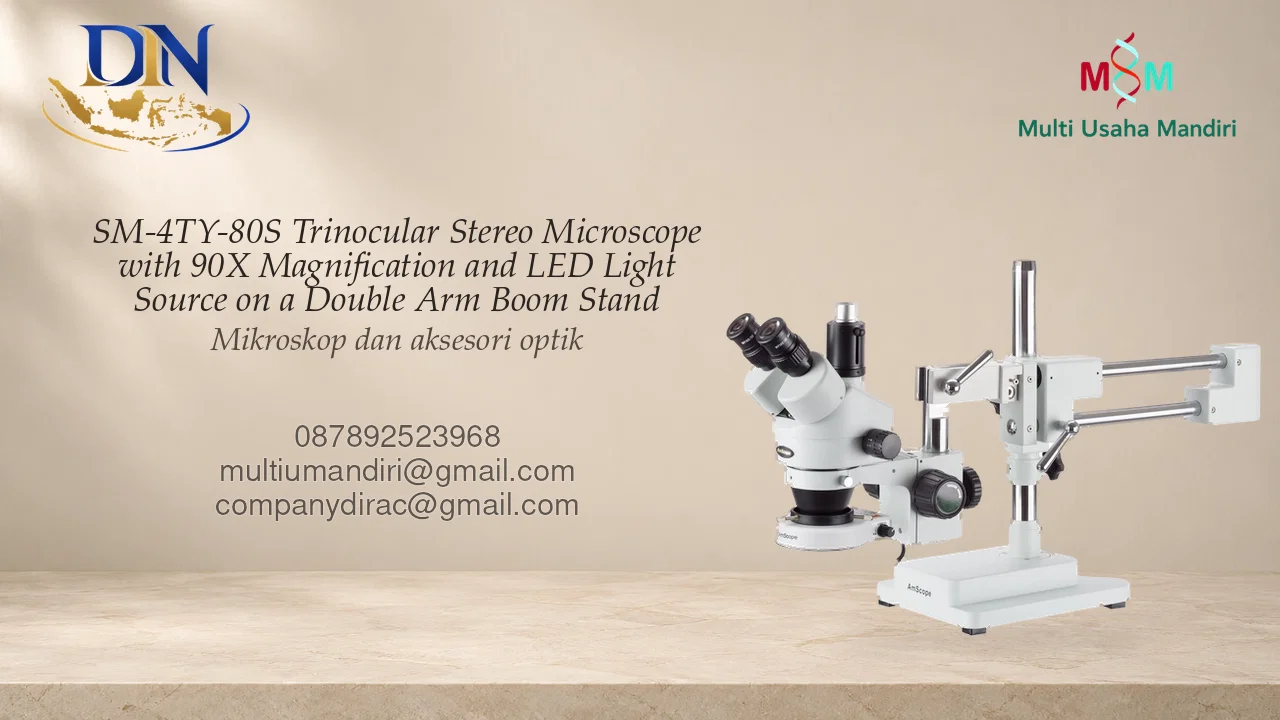 DN
M M
Multi Usaha Mandiri
SM-4TY-80S Trinocular Stereo Microscope
with 90X Magnification and LED Light
Source on a Double Arm Boom Stand
Mikroskop dan aksesori optik
087892523968
multiumandiri@gmail.com
companydirac@gmail.com
AmScope
AmScope